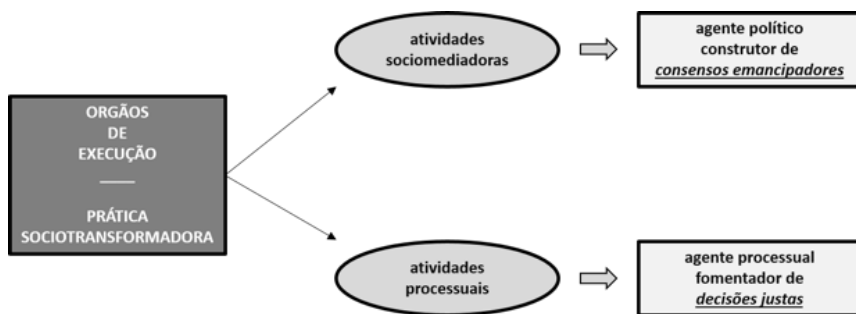 ORGÃOS
DE
EXECUÇÃO
PRÁTICA
SOCIOTRANSFORMADORA
atividades
sociomediadoras
agente político
construtor de
consensos emancipadores
atividades
processuais
agente processual
fomentador de
decisões justas